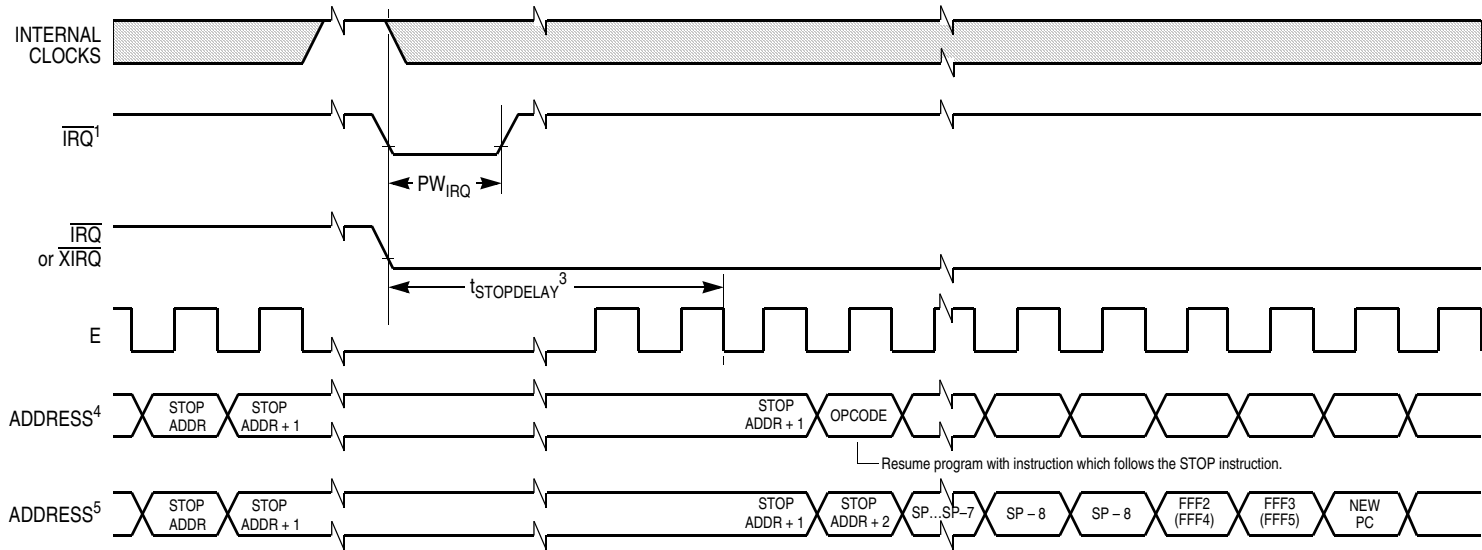 INTERNAL
CLOCKS
IRQ1
PWIRQ
IRQ
or XIRQ
tSTOPDELAY3
E
ADDRESS4
STOP
ADDR
STOP
ADDR + 1
STOP
ADDR + 1
OPCODE
Resume program with instruction which follows the STOP instruction.
ADDRESS5
STOP
ADDR
STOP
ADDR + 1
STOP
ADDR + 1
STOP
ADDR + 2
SP…SP–7
SP – 8
SP – 8
FFF2
(FFF4)
FFF3
(FFF5)
NEW
PC